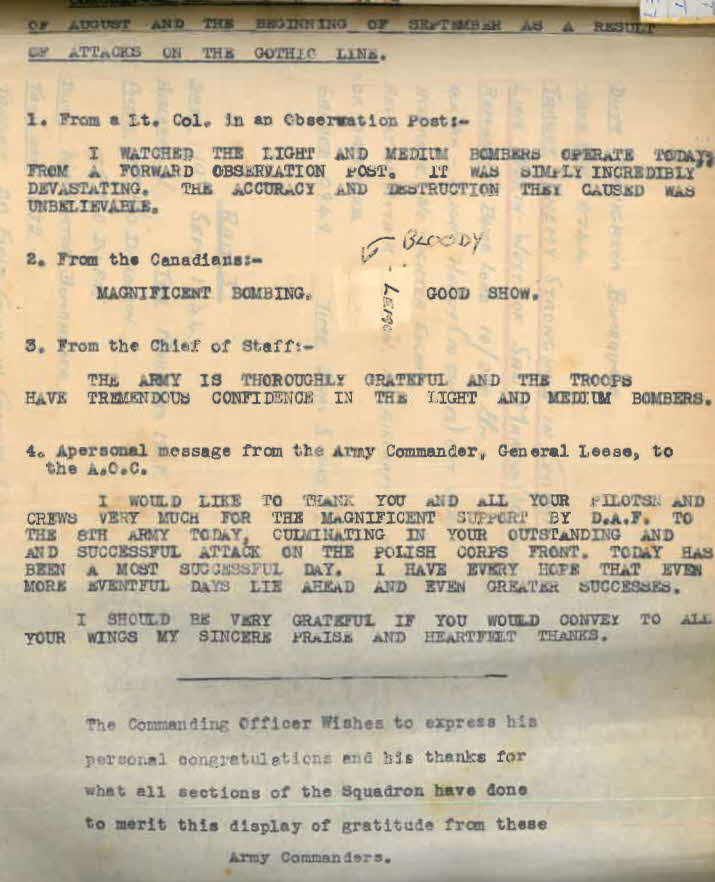 OF AUGUST AND THE BEGINNING OF SEPTEMBER AS A RESULT
OF ATTACKS ON THE GOTHIC LINE.
1. From a Lt. Col. in an Observation Post:-
I WATCHED THE LIGHT AND MEDIUM BOMBERS OPERATE TODAY,
FROM A FORWARD OBSERVATION POST. IT WAS SIMPLY INCREDIBLY
DEVASTATING. THE ACCURACY AND DESTRUCTION THEY CAUSED WAS
UNBELIEVABLE.
BLOODY
2. From the Canadians:-
MAGNIFICENT BOMBING. GOOD SHOW.
3. From the Chief of Staff:-
THE ARMY IS THOROUGHLY GRATEFUL AND THE TROOPS
HAVE TREMENDOUS CONFIDENCE IN THE LIGHT AND MEDIUM BOMBERS.
4. Apersonal message from the Army Commander, General Leese, to
the A.O.C.
I WOULD LIKE TO THANK YOU AND ALL YOUR PILOTSE AND
CREWS VERY MUCH FOR THE MAGNIFICENT SUPPORT BY D.A.F. TO
THE 8TH ARMY TODAY, CULMINATING IN YOUR OUTSTANDING AND
AND SUCCESSFUL ATTACK ON THE POLISH CORPS FRONT. TODAY HAS
BEEN A MOST SUCCESSFUL DAY. I HAVE EVERY HOPE THAT EVEN
MORE EVENTFUL DAYS LIE AHEAD AND EVEN GREATER SUCCESSES.
I SHOULD BE VERY GRATEFUL IF YOU WOULD CONVEY TO ALL
YOUR WINGS MY SINCERE PRAISE AND HEARTFELT THANKS.
The Commanding Officer Wishes to express his
personal congratulations and his thanks for
what all sections of the Squadron have done
to merit this display of gratitude from these
Army Commanders.